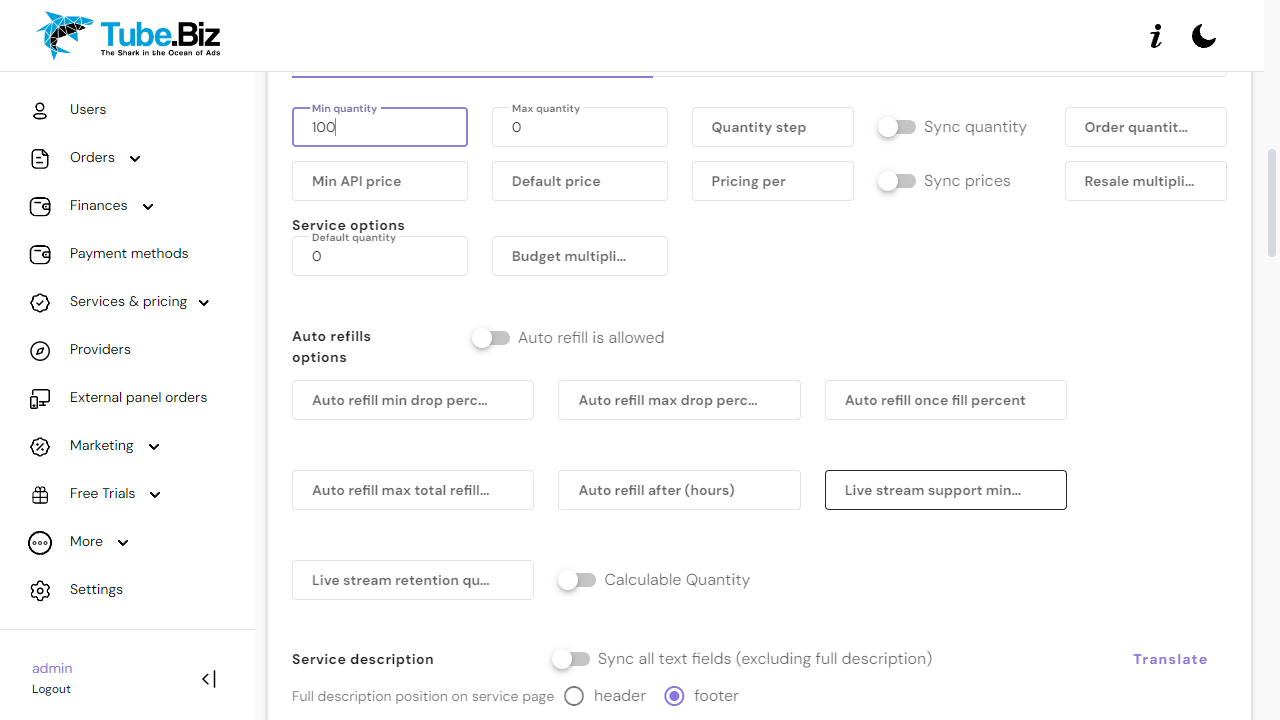 Tube.Biz
The Shark in the Ocean of Ads
i
Users
Orders
Finances
Payment methods
Services & pricing
Providers
External panel orders
Marketing
Free Trials
More
Settings
admin
Logout
Min quantity
100
Max quantity
0
Quantity step
Sync quantity
Order quantit...
Min API price
Default price
Pricing per
Sync prices
Resale multipli...
Service options
Default quantity
0
Budget multipli...
Auto refills
options
Auto refill is allowed
Auto refill min drop perc...
Auto refill max drop perc...
Auto refill once fill percent
Auto refill max total refill...
Auto refill after (hours)
Live stream support min...
Live stream retention qu...
Calculable Quantity
Service description
Sync all text fields (excluding full description)
Translate
Full description position on service page
header
footer